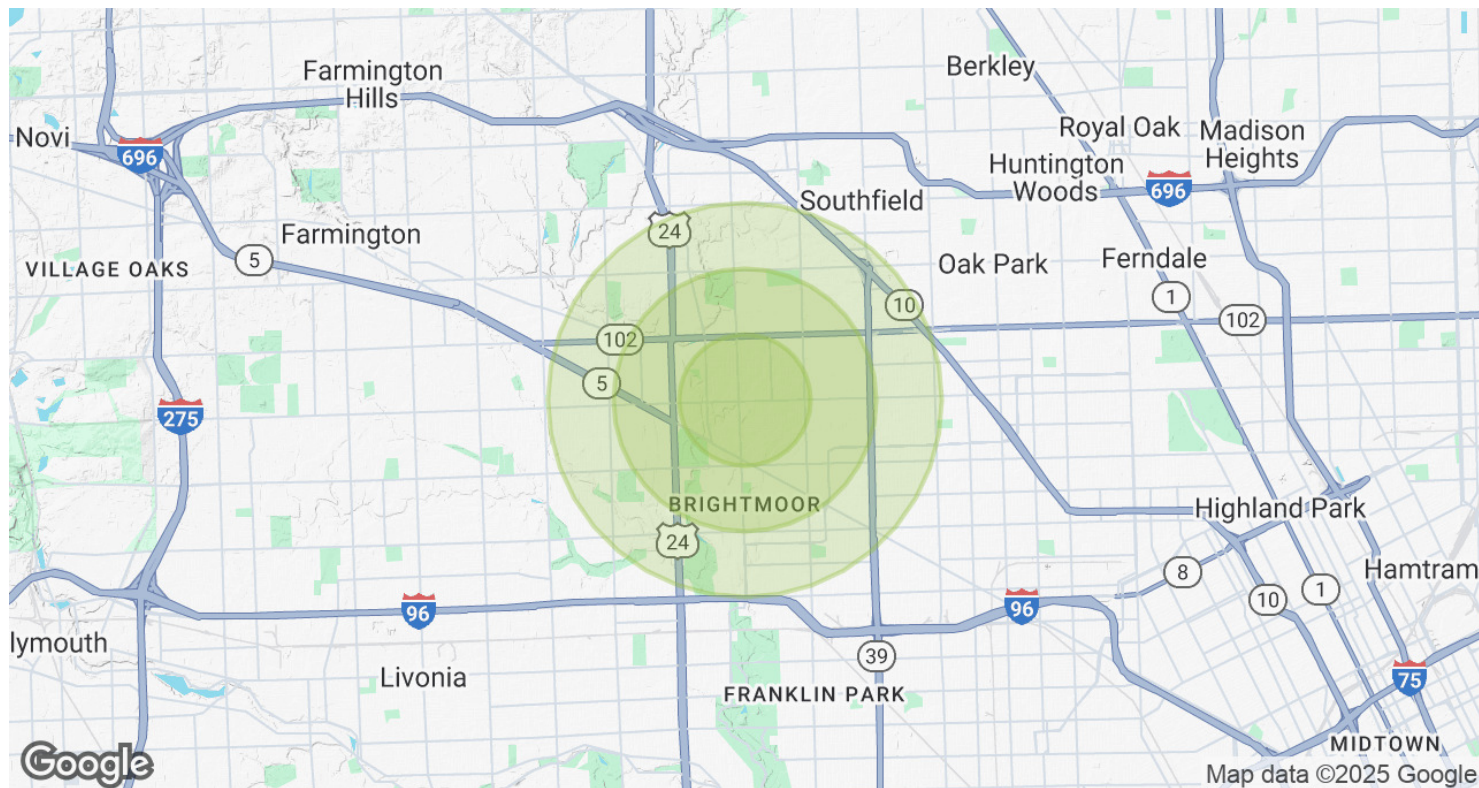 Farmington
Hills
Berkley
Novi
696
Royal Oak
Madison
Heights
Huntington
Woods
696
Southfield
24
Farmington
5
VILLAGE OAKS
Oak Park
Ferndale
10
1
102
102
5
275
BRIGHTMOOR
Highland Park
24
8
Hamtram
96
96
10
1
lymouth
39
Livonia
FRANKLIN PARK
75
MIDTOWN
Google
Map data ©2025 Google